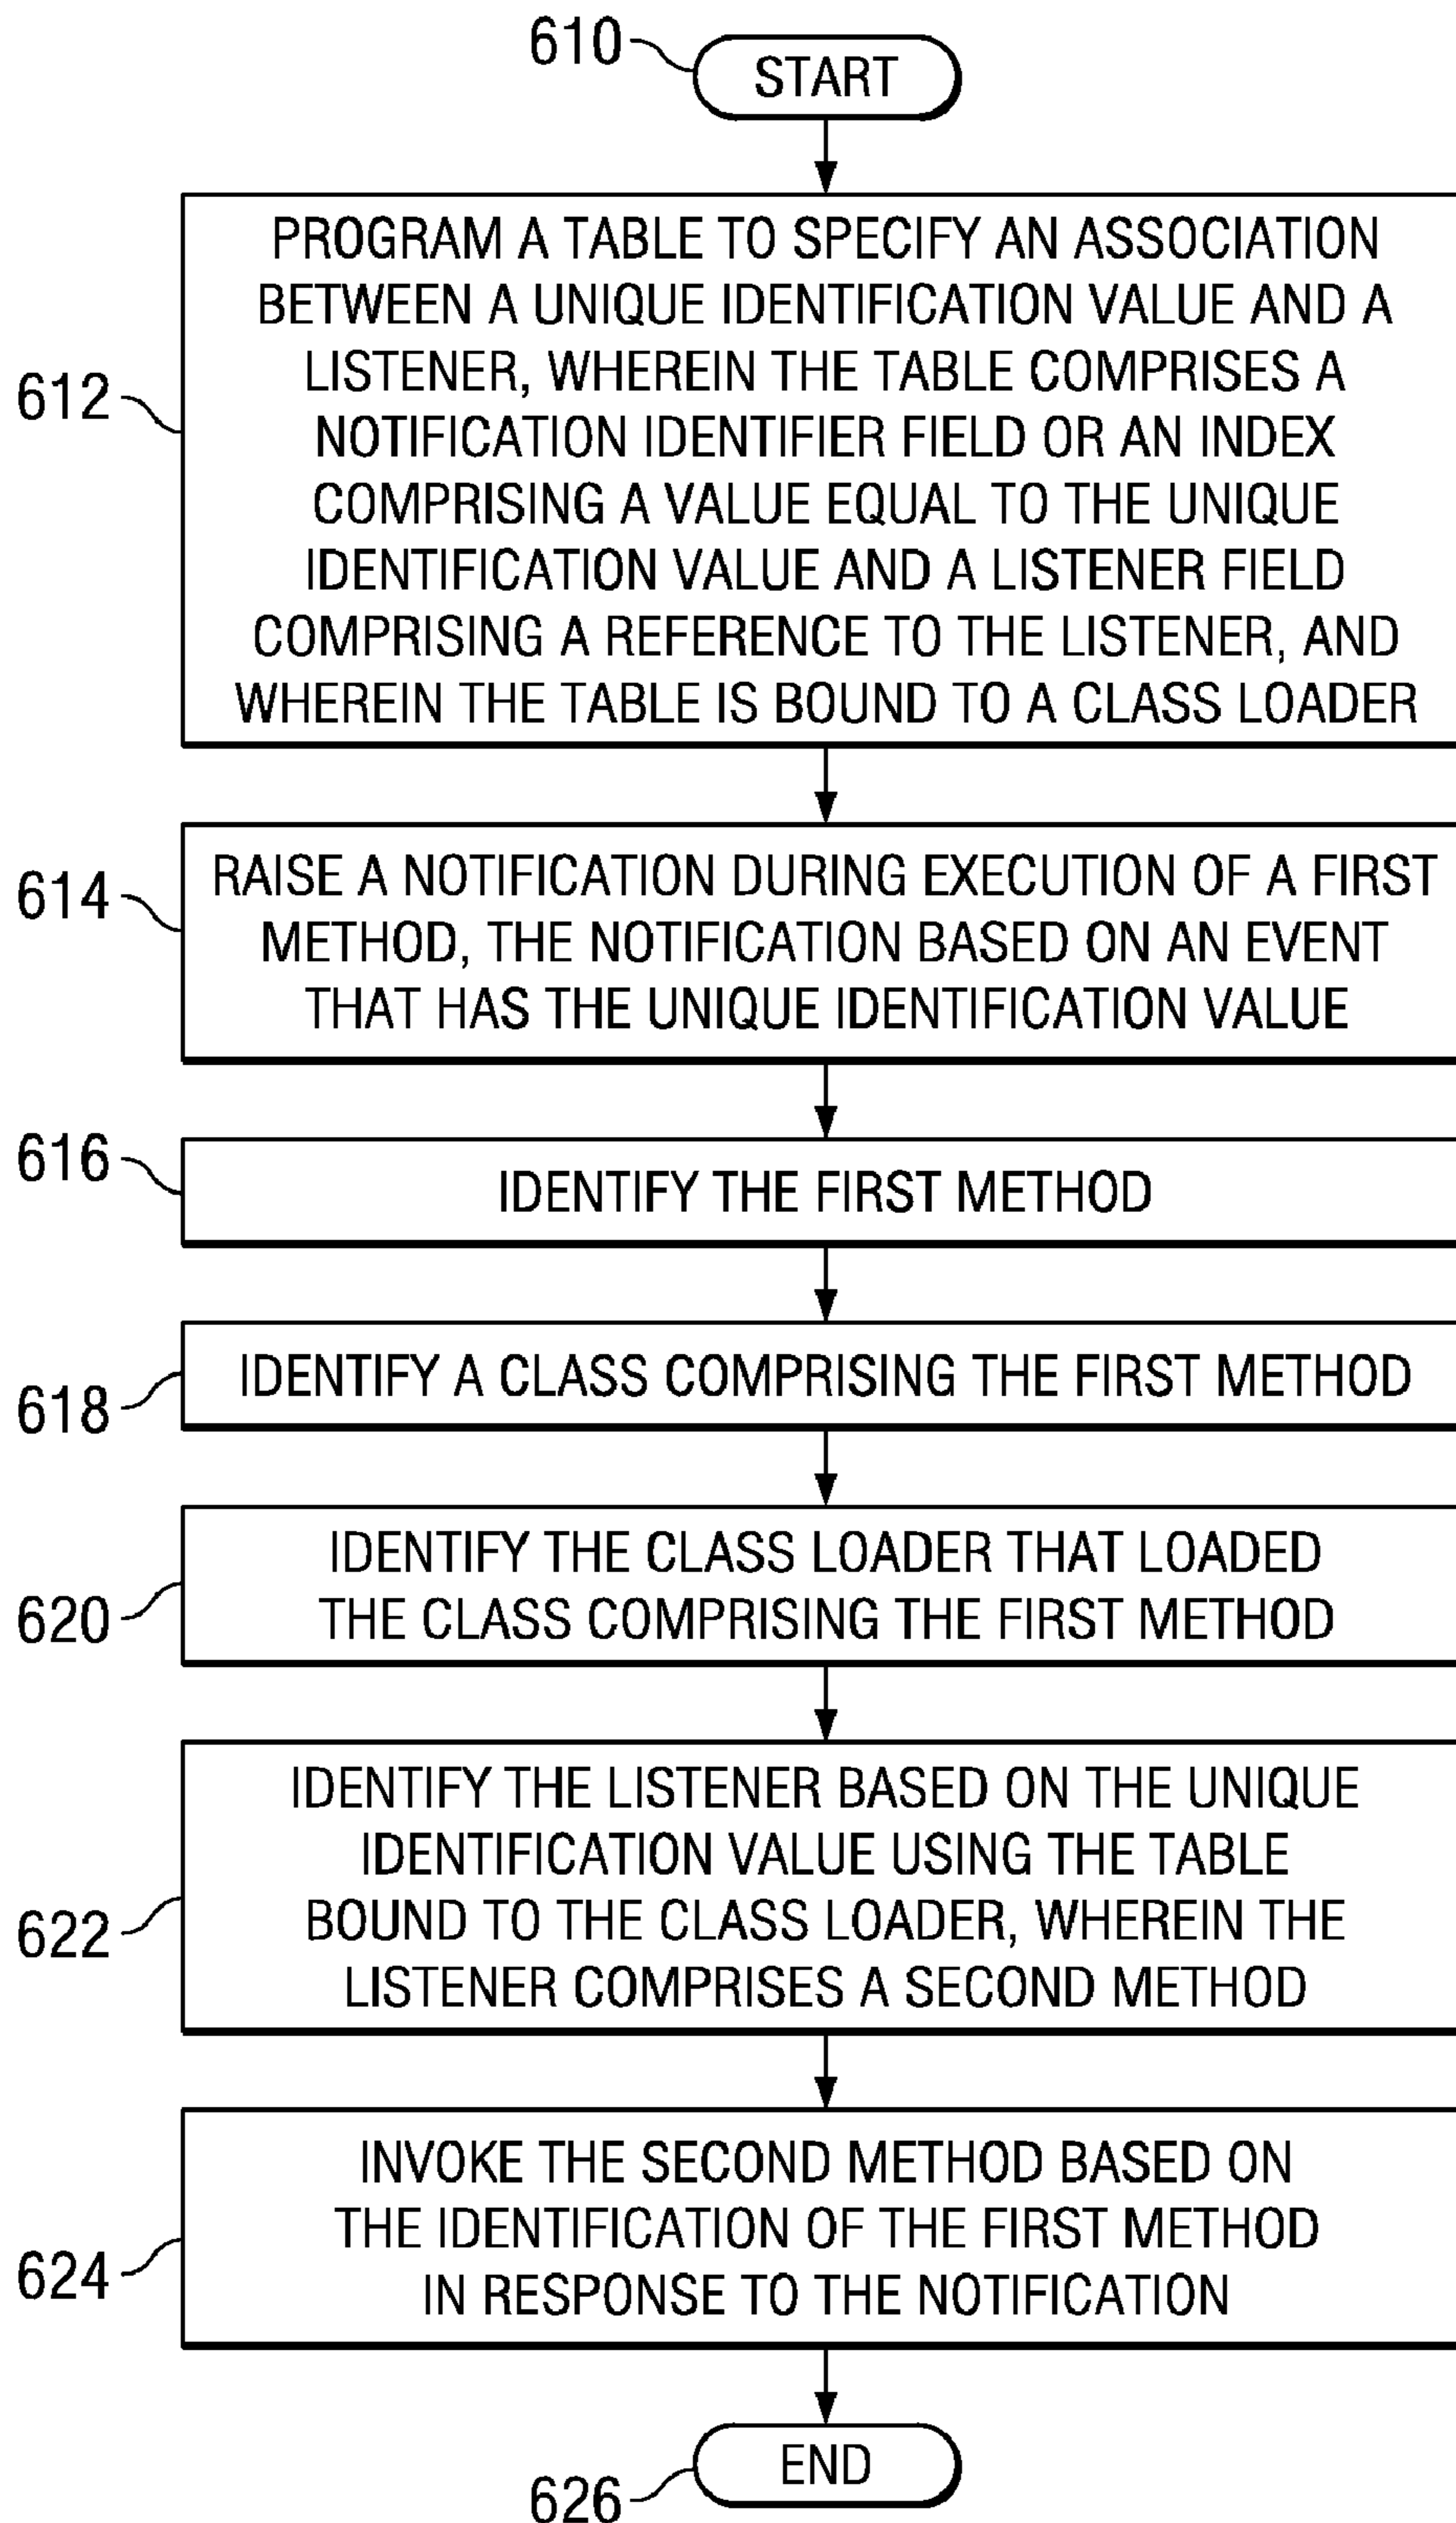 610
START
612
PROGRAM A TABLE TO SPECIFY AN ASSOCIATION
BETWEEN A UNIQUE IDENTIFICATION VALUE AND A
LISTENER, WHEREIN THE TABLE COMPRISES A
NOTIFICATION IDENTIFIER FIELD OR AN INDEX
COMPRISING A VALUE EQUAL TO THE UNIQUE
IDENTIFICATION VALUE AND A LISTENER FIELD
COMPRISING A REFERENCE TO THE LISTENER, AND
WHEREIN THE TABLE IS BOUND TO A CLASS LOADER
614
RAISE A NOTIFICATION DURING EXECUTION OF A FIRST
METHOD, THE NOTIFICATION BASED ON AN EVENT
THAT HAS THE UNIQUE IDENTIFICATION VALUE
616
IDENTIFY THE FIRST METHOD
618
IDENTIFY A CLASS COMPRISING THE FIRST METHOD
620
IDENTIFY THE CLASS LOADER THAT LOADED
THE CLASS COMPRISING THE FIRST METHOD
622
IDENTIFY THE LISTENER BASED ON THE UNIQUE
IDENTIFICATION VALUE USING THE TABLE
BOUND TO THE CLASS LOADER, WHEREIN THE
LISTENER COMPRISES A SECOND METHOD
624
INVOKE THE SECOND METHOD BASED ON
THE IDENTIFICATION OF THE FIRST METHOD
IN RESPONSE TO THE NOTIFICATION
END
626